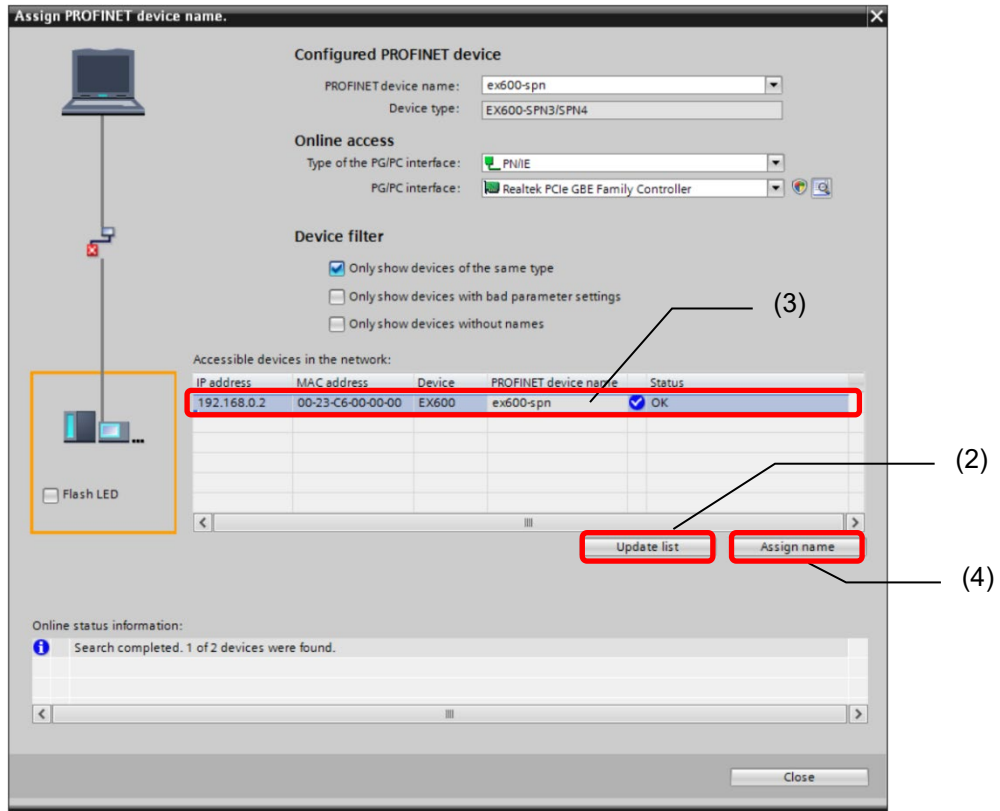 Assign PROFINET device name.
Configured PROFINET device
PROFINET device name: ex600-spn
Device type: EX600-SPN3/SPN4
Online access
Type of the PG/PC interface: PN/IE
PG/PC interface: Realtek PCIe GBE Family Controller
Device filter
Only show devices of the same type
Only show devices with bad parameter settings
Only show devices without names
(3)
Accessible devices in the network:
IP address MAC address Device PROFINET device name Status
192.168.0.2 00-23-C6-00-00-00 EX600 ex600-spn OK
(2)
Flash LED
Update list Assign name
(4)
Online status information:
Search completed. 1 of 2 devices were found.
Close